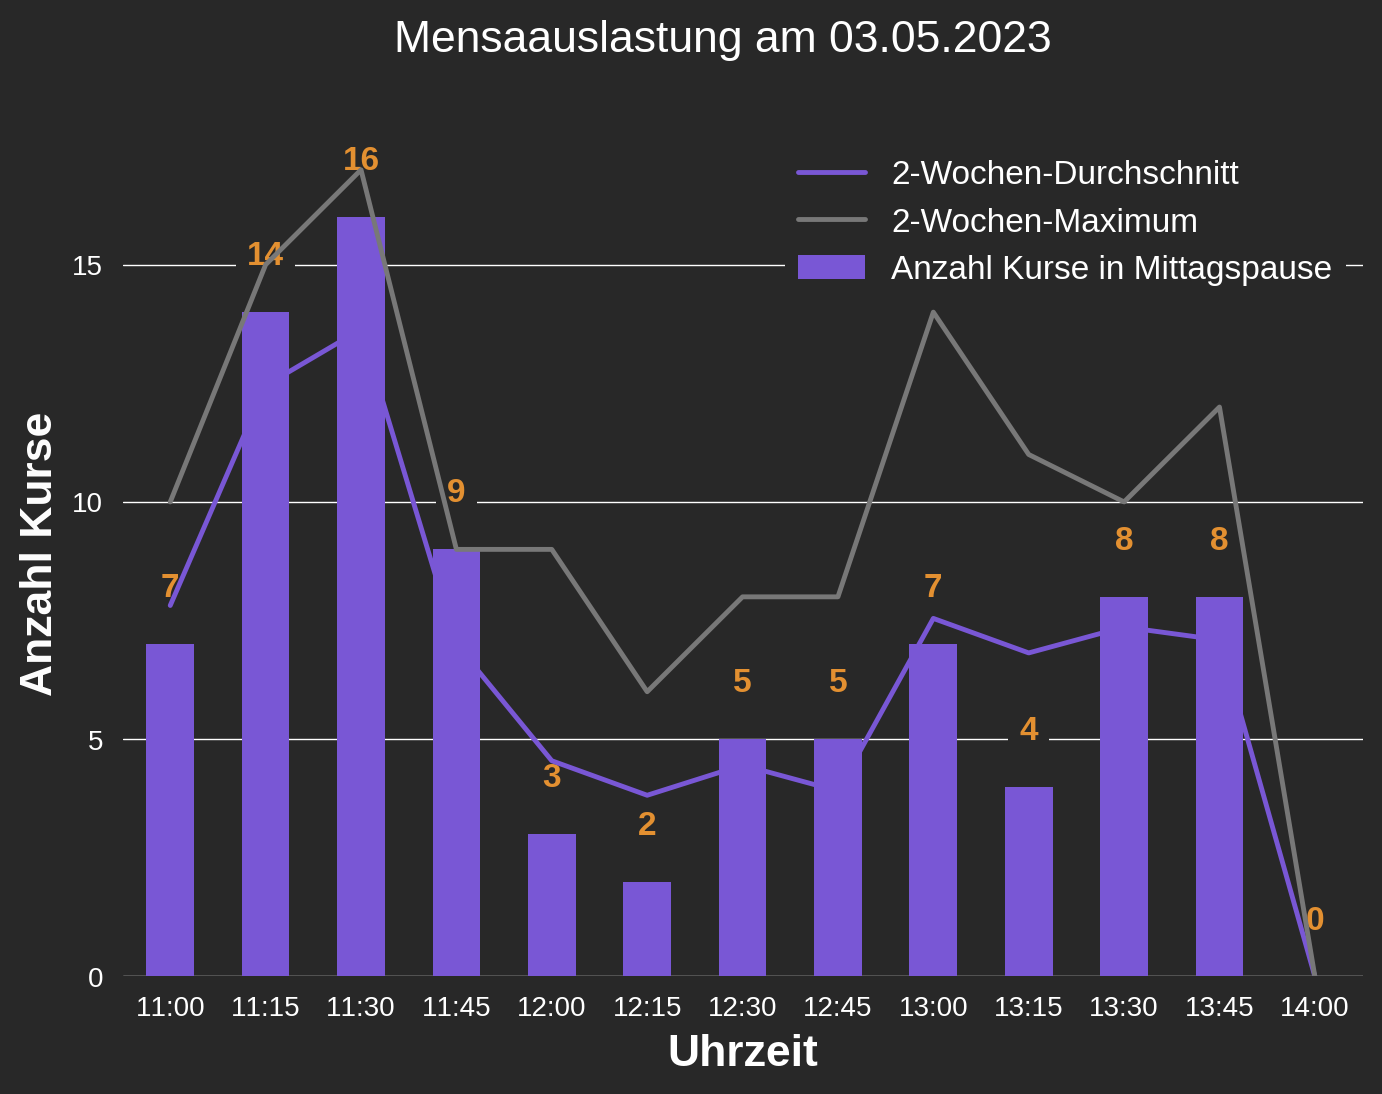 Mensaauslastung am 03.05.2023
2-Wochen-Durchschnitt
2-Wochen-Maximum
Anzahl Kurse in Mittagspause
Anzahl Kurse
15
10
5
0
7
14
16
9
3
2
5
5
7
4
8
8
0
11:00 11:15 11:30 11:45 12:00 12:15 12:30 12:45 13:00 13:15 13:30 13:45 14:00
Uhrzeit